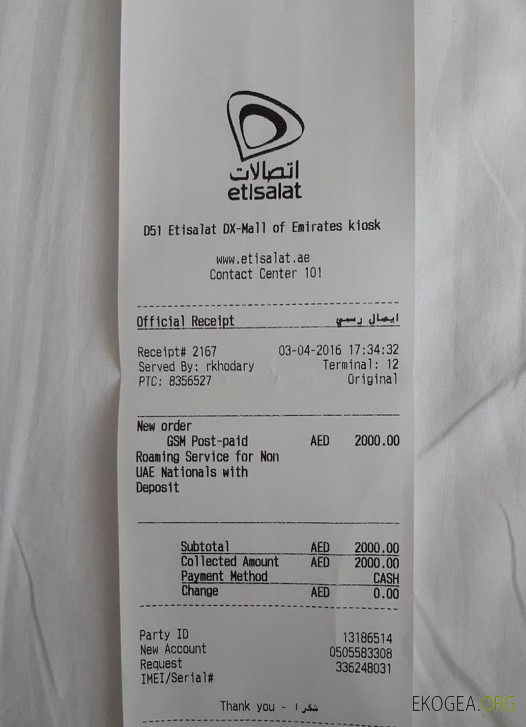 اتصالات
etisalat
D51 Etisalat DX-Mall of Emirates kiosk
www.etisalat.ae
Contact Center 101
Official Receipt ايصال رسمي
Receipt# 2167 03-04-2016 17:34:32
Served By: rkhodary Terminal: 12
PTC: 8356527 Original
New order
GSM Post-paid AED 2000.00
Roaming Service for Non
UAE Nationals with
Deposit
Subtotal AED 2000.00
Collected Amount AED 2000.00
Payment Method CASH
Change AED 0.00
Party ID 13186514
New Account 0505583308
Request 336248031
IMEI/Serial#
Thank you - شكرا
EKOGEA.ORG